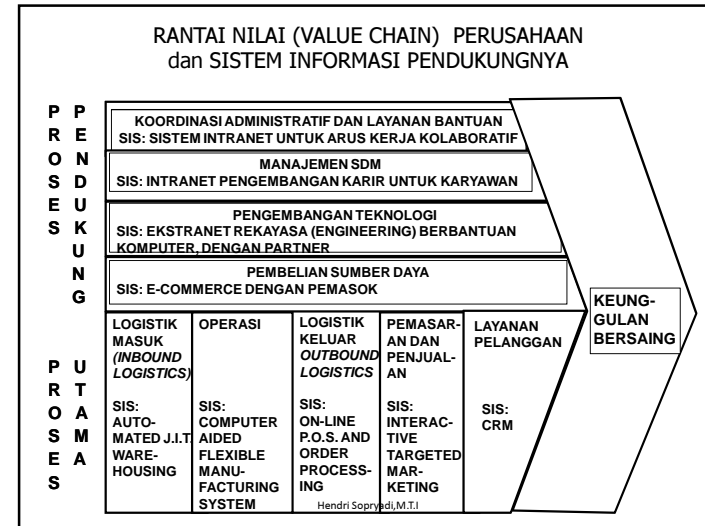 RANTAI NILAI (VALUE CHAIN) PERUSAHAAN
dan SISTEM INFORMASI PENDUKUNGNYA
PROSES PENDUKUNG
KOORDINASI ADMINISTRATIF DAN LAYANAN BANTUAN
SIS: SISTEM INTRANET UNTUK ARUS KERJA KOLABORATIF
MANAJEMEN SDM
SIS: INTRANET PENGEMBANGAN KARIR UNTUK KARYAWAN
PENGEMBANGAN TEKNOLOGI
SIS: EKSTRANET REKAYASA (ENGINEERING) BERBANTUAN
KOMPUTER, DENGAN PARTNER
PEMBELIAN SUMBER DAYA
SIS: E-COMMERCE DENGAN PEMASOK
PROSES UTAMA
LOGISTIK
MASUK
(INBOUND
LOGISTICS)
SIS:
AUTO-
MATED J.I.T.
WARE-
HOUSING
OPERASI
SIS:
COMPUTER
AIDED
FLEXIBLE
MANU-
FACTURING
SYSTEM
LOGISTIK
KELUAR
OUTBOUND
LOGISTICS
SIS:
ON-LINE
P.O.S. AND
ORDER
PROCESS-
ING
PEMASAR-
AN DAN
PENJUAL-
AN
SIS:
INTERAC-
TIVE
TARGETED
MAR-
KETING
LAYANAN
PELANGGAN
SIS:
CRM
KEUNG-
GULAN
BERSAING
Hendri Sopryadi,M.T.I